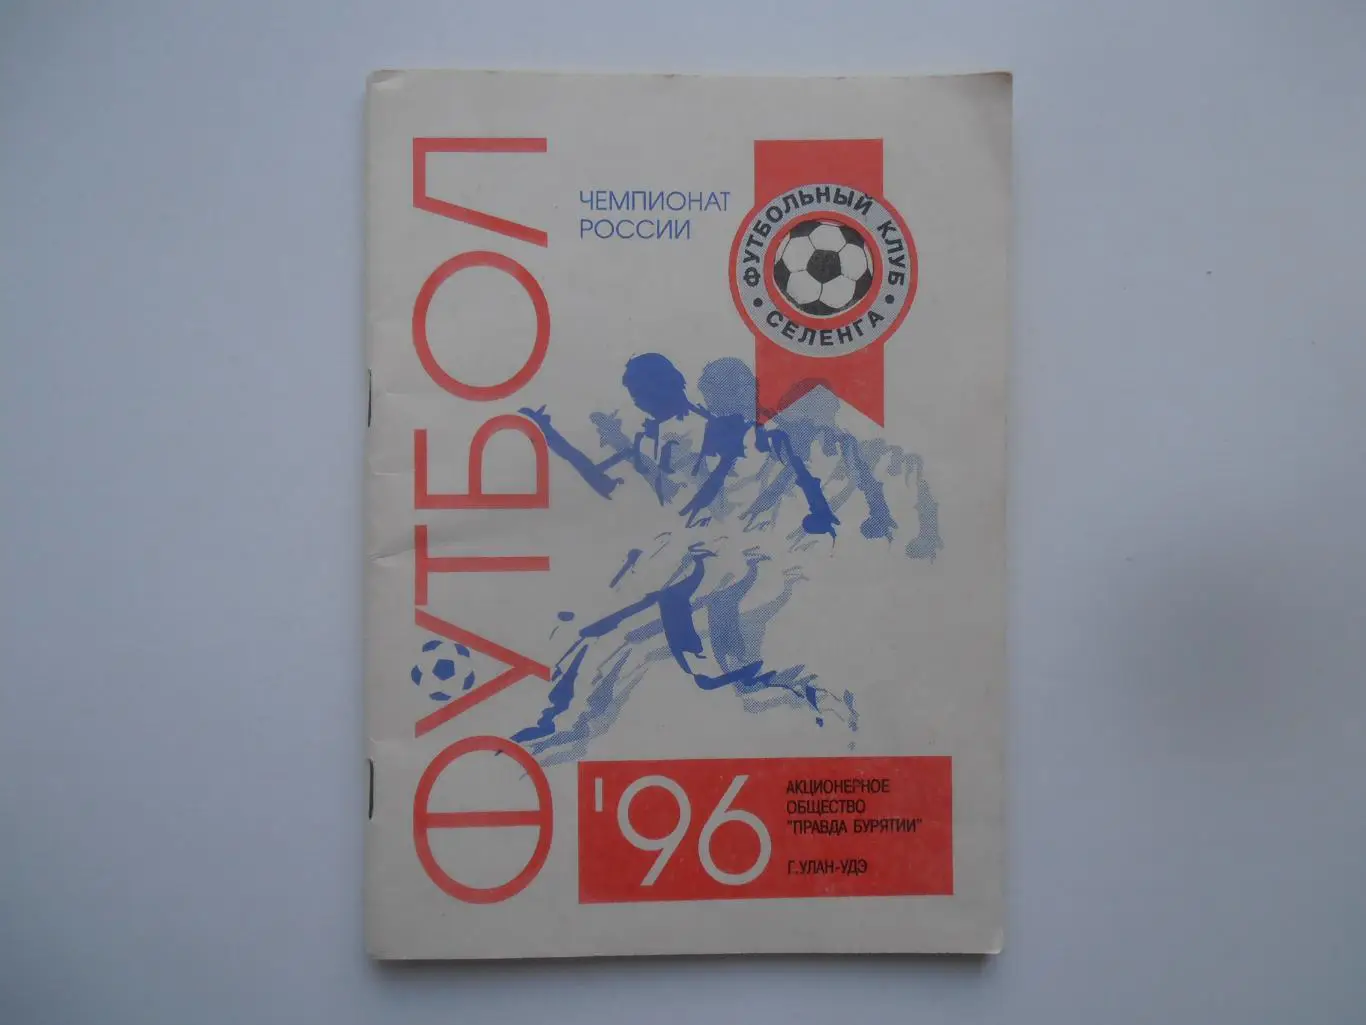 ФУТБОЛ
ЧЕМПИОНАТ
РОССИИ
ФУТБОЛЬНЫЙ КЛУБ
• СЕЛЕНГА •
'96
АКЦИОНЕРНОЕ
ОБЩЕСТВО
"ПРАВДА БУРЯТИИ"
Г. УЛАН-УДЭ